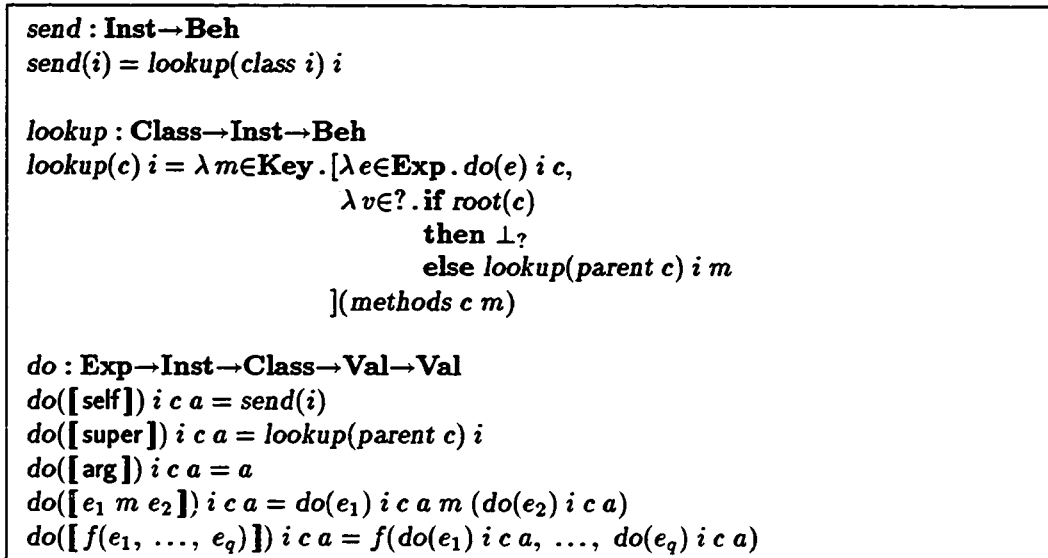 send : Inst→Beh
send(i) = lookup(class i) i
lookup : Class→Inst→Beh
lookup(c) i = λ m∈Key . [λ e∈Exp . do(e) i c,
λ v∈? . if root(c)
then ⊥?
else lookup(parent c) i m
](methods c m)
do : Exp→Inst→Class→Val→Val
do(⟦ self ⟧) i c a = send(i)
do(⟦ super ⟧) i c a = lookup(parent c) i
do(⟦ arg ⟧) i c a = a
do(⟦ e₁ m e₂ ⟧) i c a = do(e₁) i c a m (do(e₂) i c a)
do(⟦ f(e₁, ..., e_q) ⟧) i c a = f(do(e₁) i c a, ..., do(e_q) i c a)